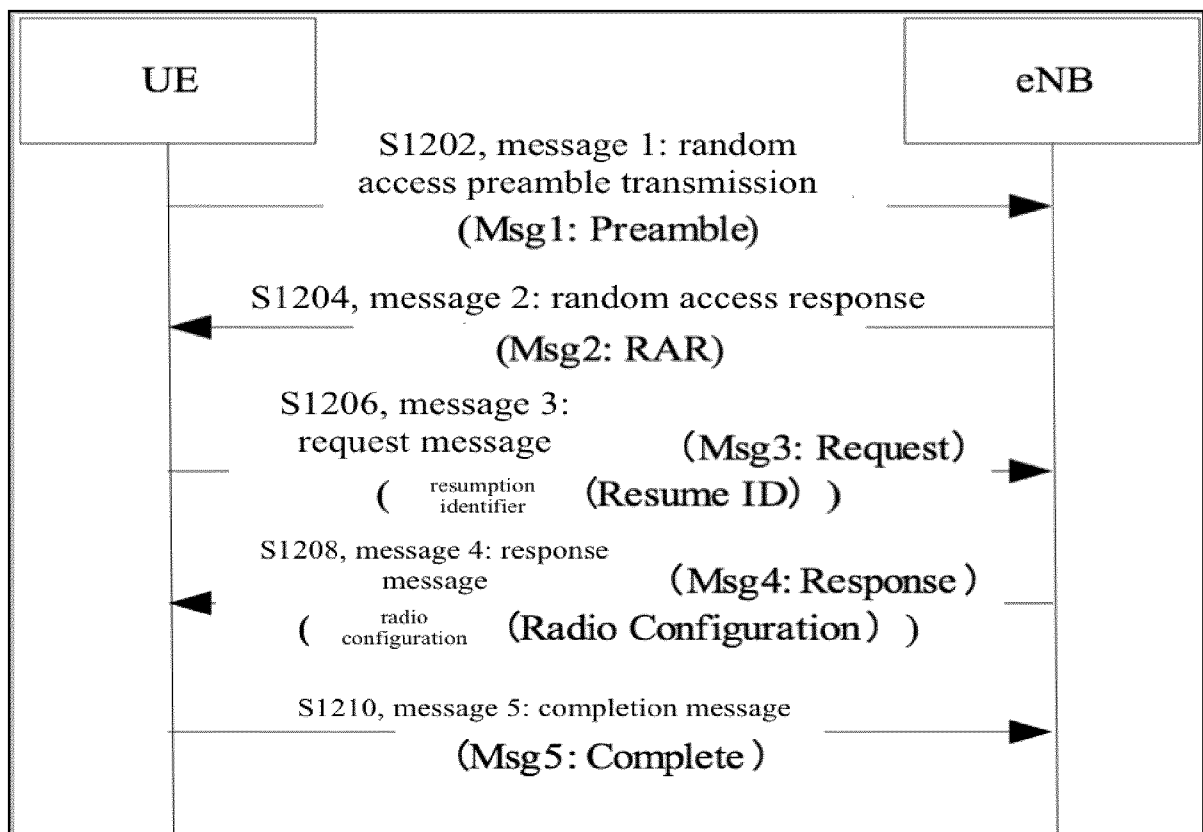 UE
eNB
S1202, message 1: random
access preamble transmission
(Msg1: Preamble)
S1204, message 2: random access response
(Msg2: RAR)
S1206, message 3:
request message
(Msg3: Request)
( resumption identifier (Resume ID) )
S1208, message 4: response
message
(Msg4: Response)
( radio configuration (Radio Configuration) )
S1210, message 5: completion message
(Msg5: Complete)